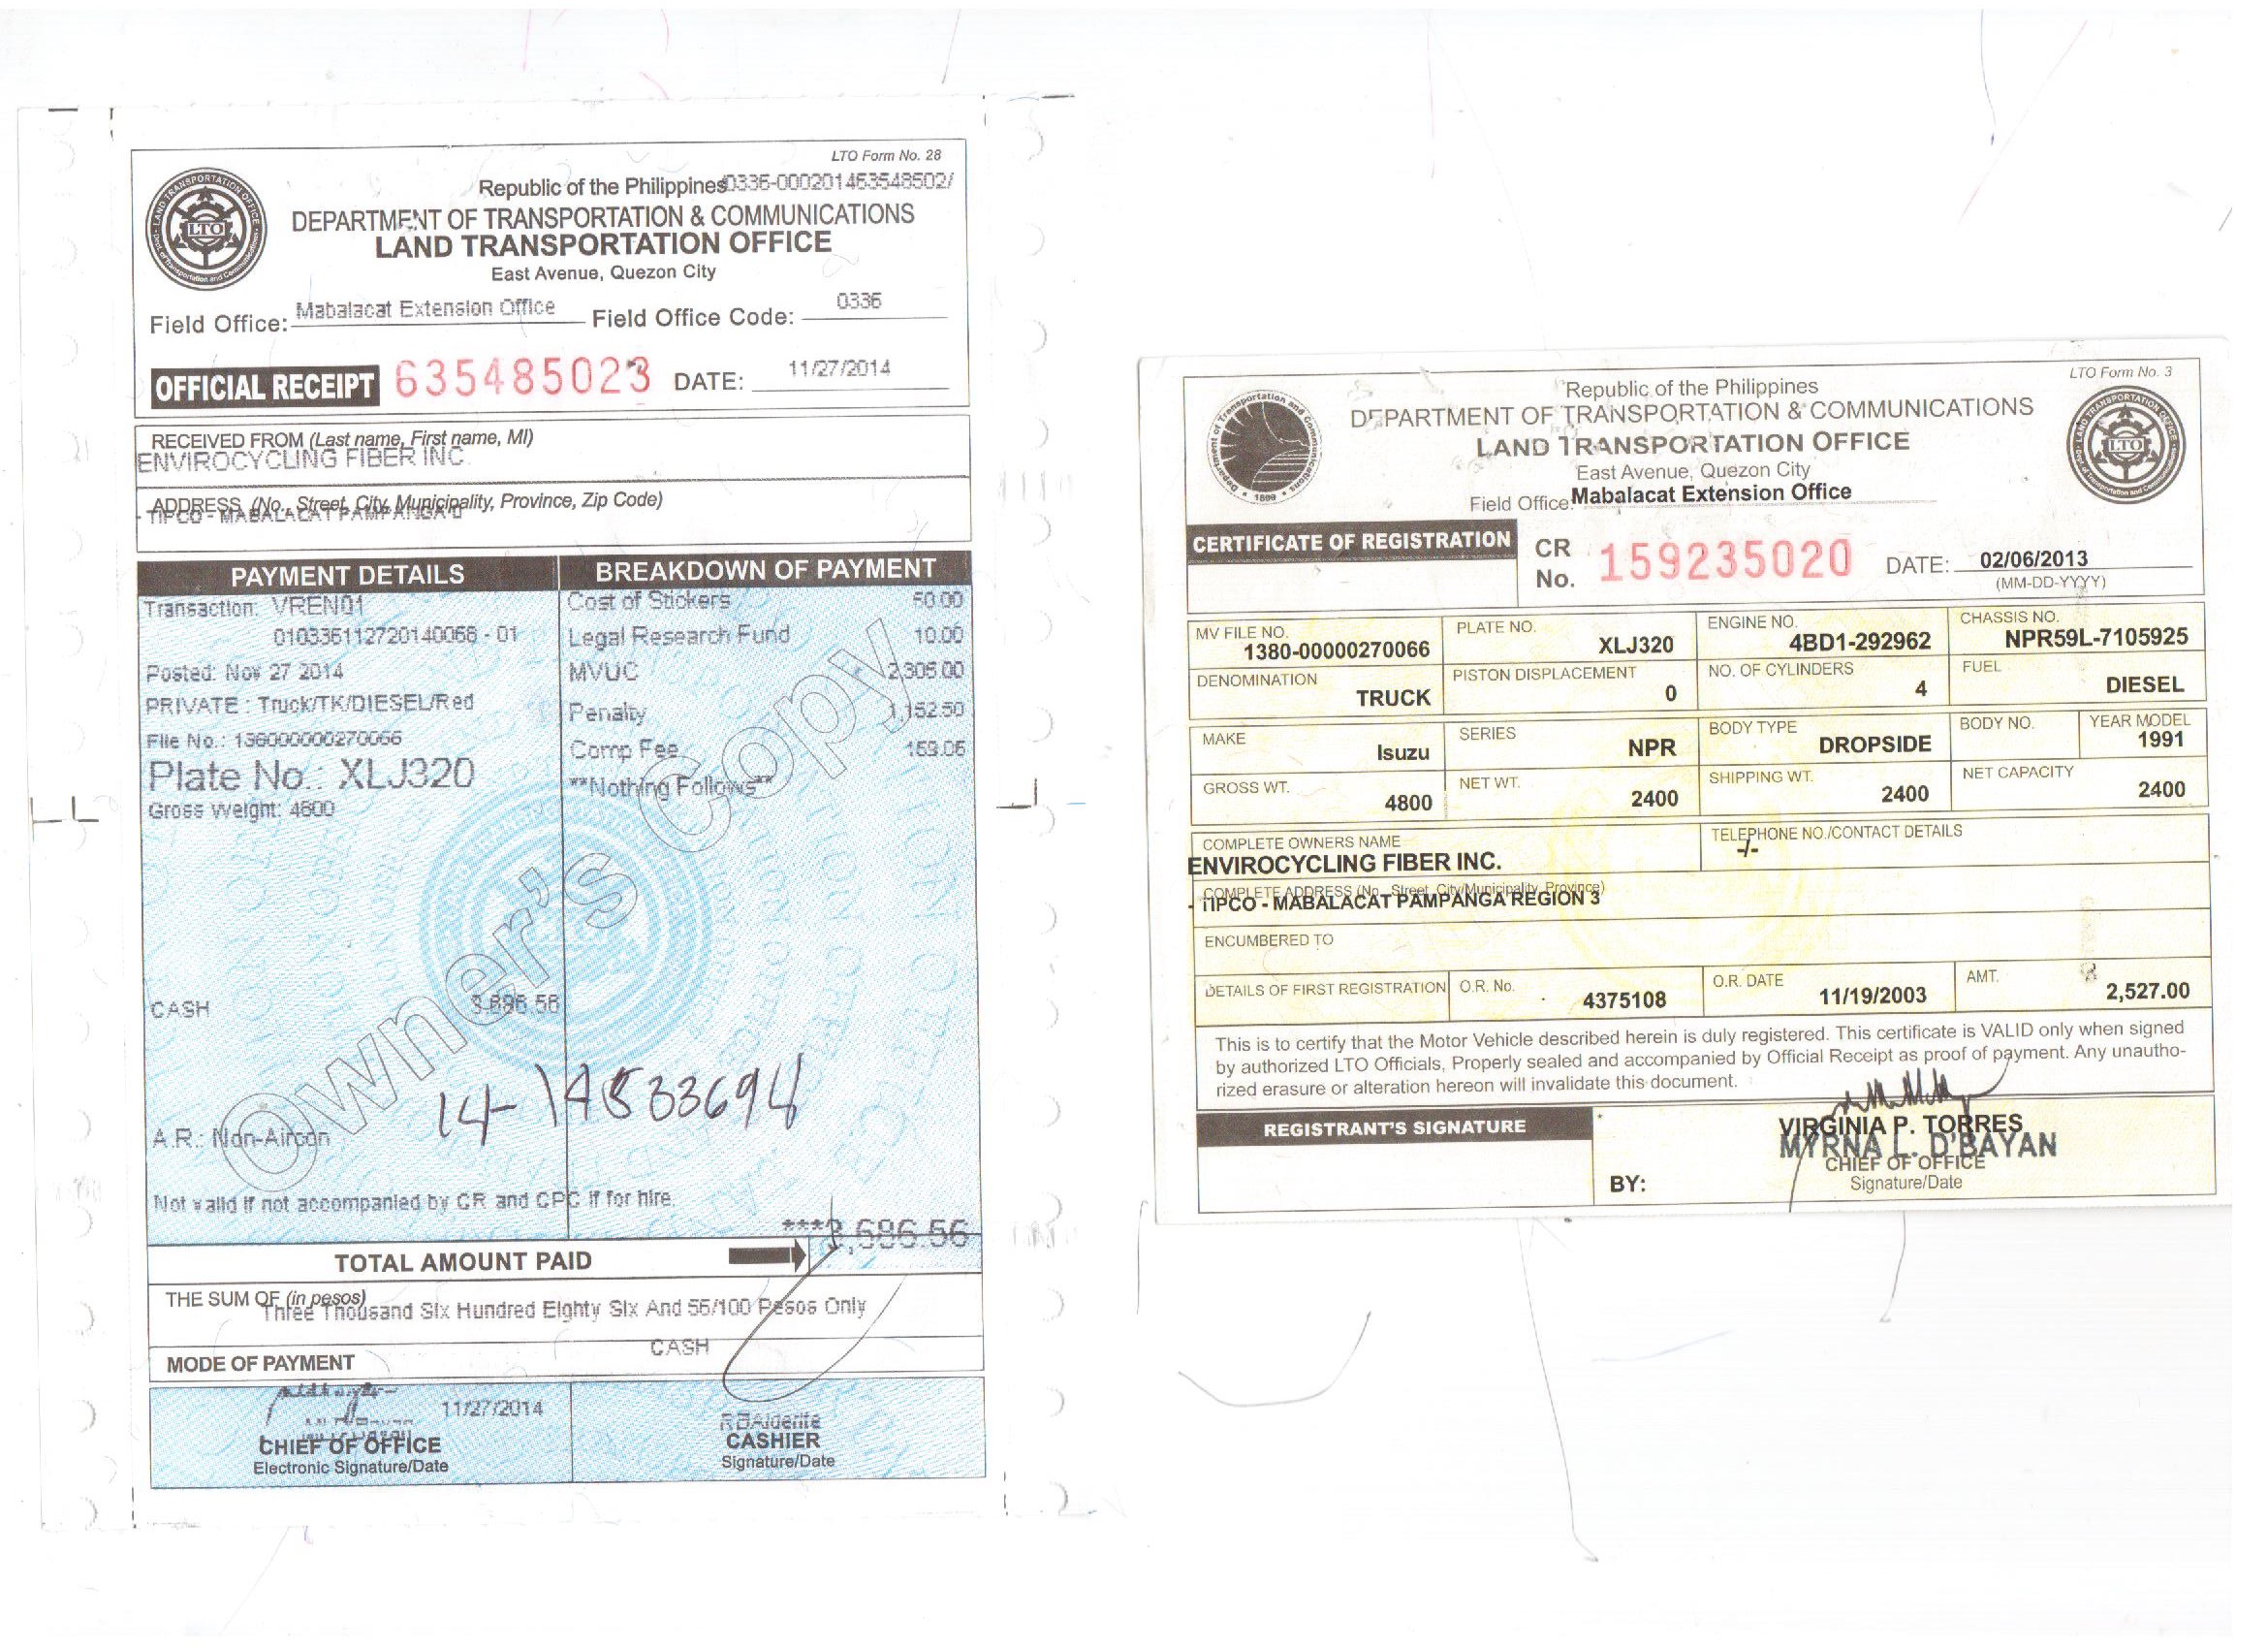 LTO Form No. 28
Republic of the Philippines 0336-000201463548502/
DEPARTMENT OF TRANSPORTATION & COMMUNICATIONS
LAND TRANSPORTATION OFFICE
East Avenue, Quezon City
Field Office: Mabalacat Extension Office Field Office Code: 0336
OFFICIAL RECEIPT 635485023 DATE: 11/27/2014
RECEIVED FROM (Last name, First name, MI)
ENVIROCYCLING FIBER INC
ADDRESS (No., Street, City, Municipality, Province, Zip Code)
- TIPCO - MABALACAT PAMPANGA 0
PAYMENT DETAILS BREAKDOWN OF PAYMENT
Transaction: VREN01 Cost of Stickers 50.00
010336112720140068 - 01 Legal Research Fund 10.00
Posted: Nov 27 2014 MVUC 2,305.00
PRIVATE : Truck/TK/DIESEL/Red Penalty 1,152.50
File No.: 138000000270066 Comp Fee 169.06
Plate No.: XLJ320 **Nothing Follows**
Gross Weight: 4800
Owner's Copy
CASH 3,696.56
14-14533694
A.R.: Non-Aircon
Not valid if not accompanied by CR and CPC if for hire.
TOTAL AMOUNT PAID ***3,686.56
THE SUM OF (in pesos) Three Thousand Six Hundred Eighty Six And 56/100 Pesos Only
MODE OF PAYMENT CASH
11/27/2014
CHIEF OF OFFICE
Electronic Signature/Date
RBAlderite
CASHIER
Signature/Date
LTO Form No. 3
Republic of the Philippines
DEPARTMENT OF TRANSPORTATION & COMMUNICATIONS
LAND TRANSPORTATION OFFICE
East Avenue, Quezon City
Field Office: Mabalacat Extension Office
CERTIFICATE OF REGISTRATION CR No. 159235020 DATE: 02/06/2013
(MM-DD-YYYY)
MV FILE NO. 1380-00000270066 PLATE NO. XLJ320 ENGINE NO. 4BD1-292962 CHASSIS NO. NPR59L-7105925
DENOMINATION TRUCK PISTON DISPLACEMENT 0 NO. OF CYLINDERS 4 FUEL DIESEL
MAKE Isuzu SERIES NPR BODY TYPE DROPSIDE BODY NO. YEAR MODEL 1991
GROSS WT. 4800 NET WT. 2400 SHIPPING WT. 2400 NET CAPACITY 2400
COMPLETE OWNERS NAME TELEPHONE NO./CONTACT DETAILS
ENVIROCYCLING FIBER INC. -/-
COMPLETE ADDRESS (No., Street, City/Municipality, Province)
- TIPCO - MABALACAT PAMPANGA REGION 3
ENCUMBERED TO
DETAILS OF FIRST REGISTRATION O.R. No. 4375108 O.R. DATE 11/19/2003 AMT. 2,527.00
This is to certify that the Motor Vehicle described herein is duly registered. This certificate is VALID only when signed
by authorized LTO Officials, Properly sealed and accompanied by Official Receipt as proof of payment. Any unautho-
rized erasure or alteration hereon will invalidate this document.
REGISTRANT'S SIGNATURE
VIRGINIA P. TORRES
MYRNA L. D'BAYAN
CHIEF OF OFFICE
BY: Signature/Date